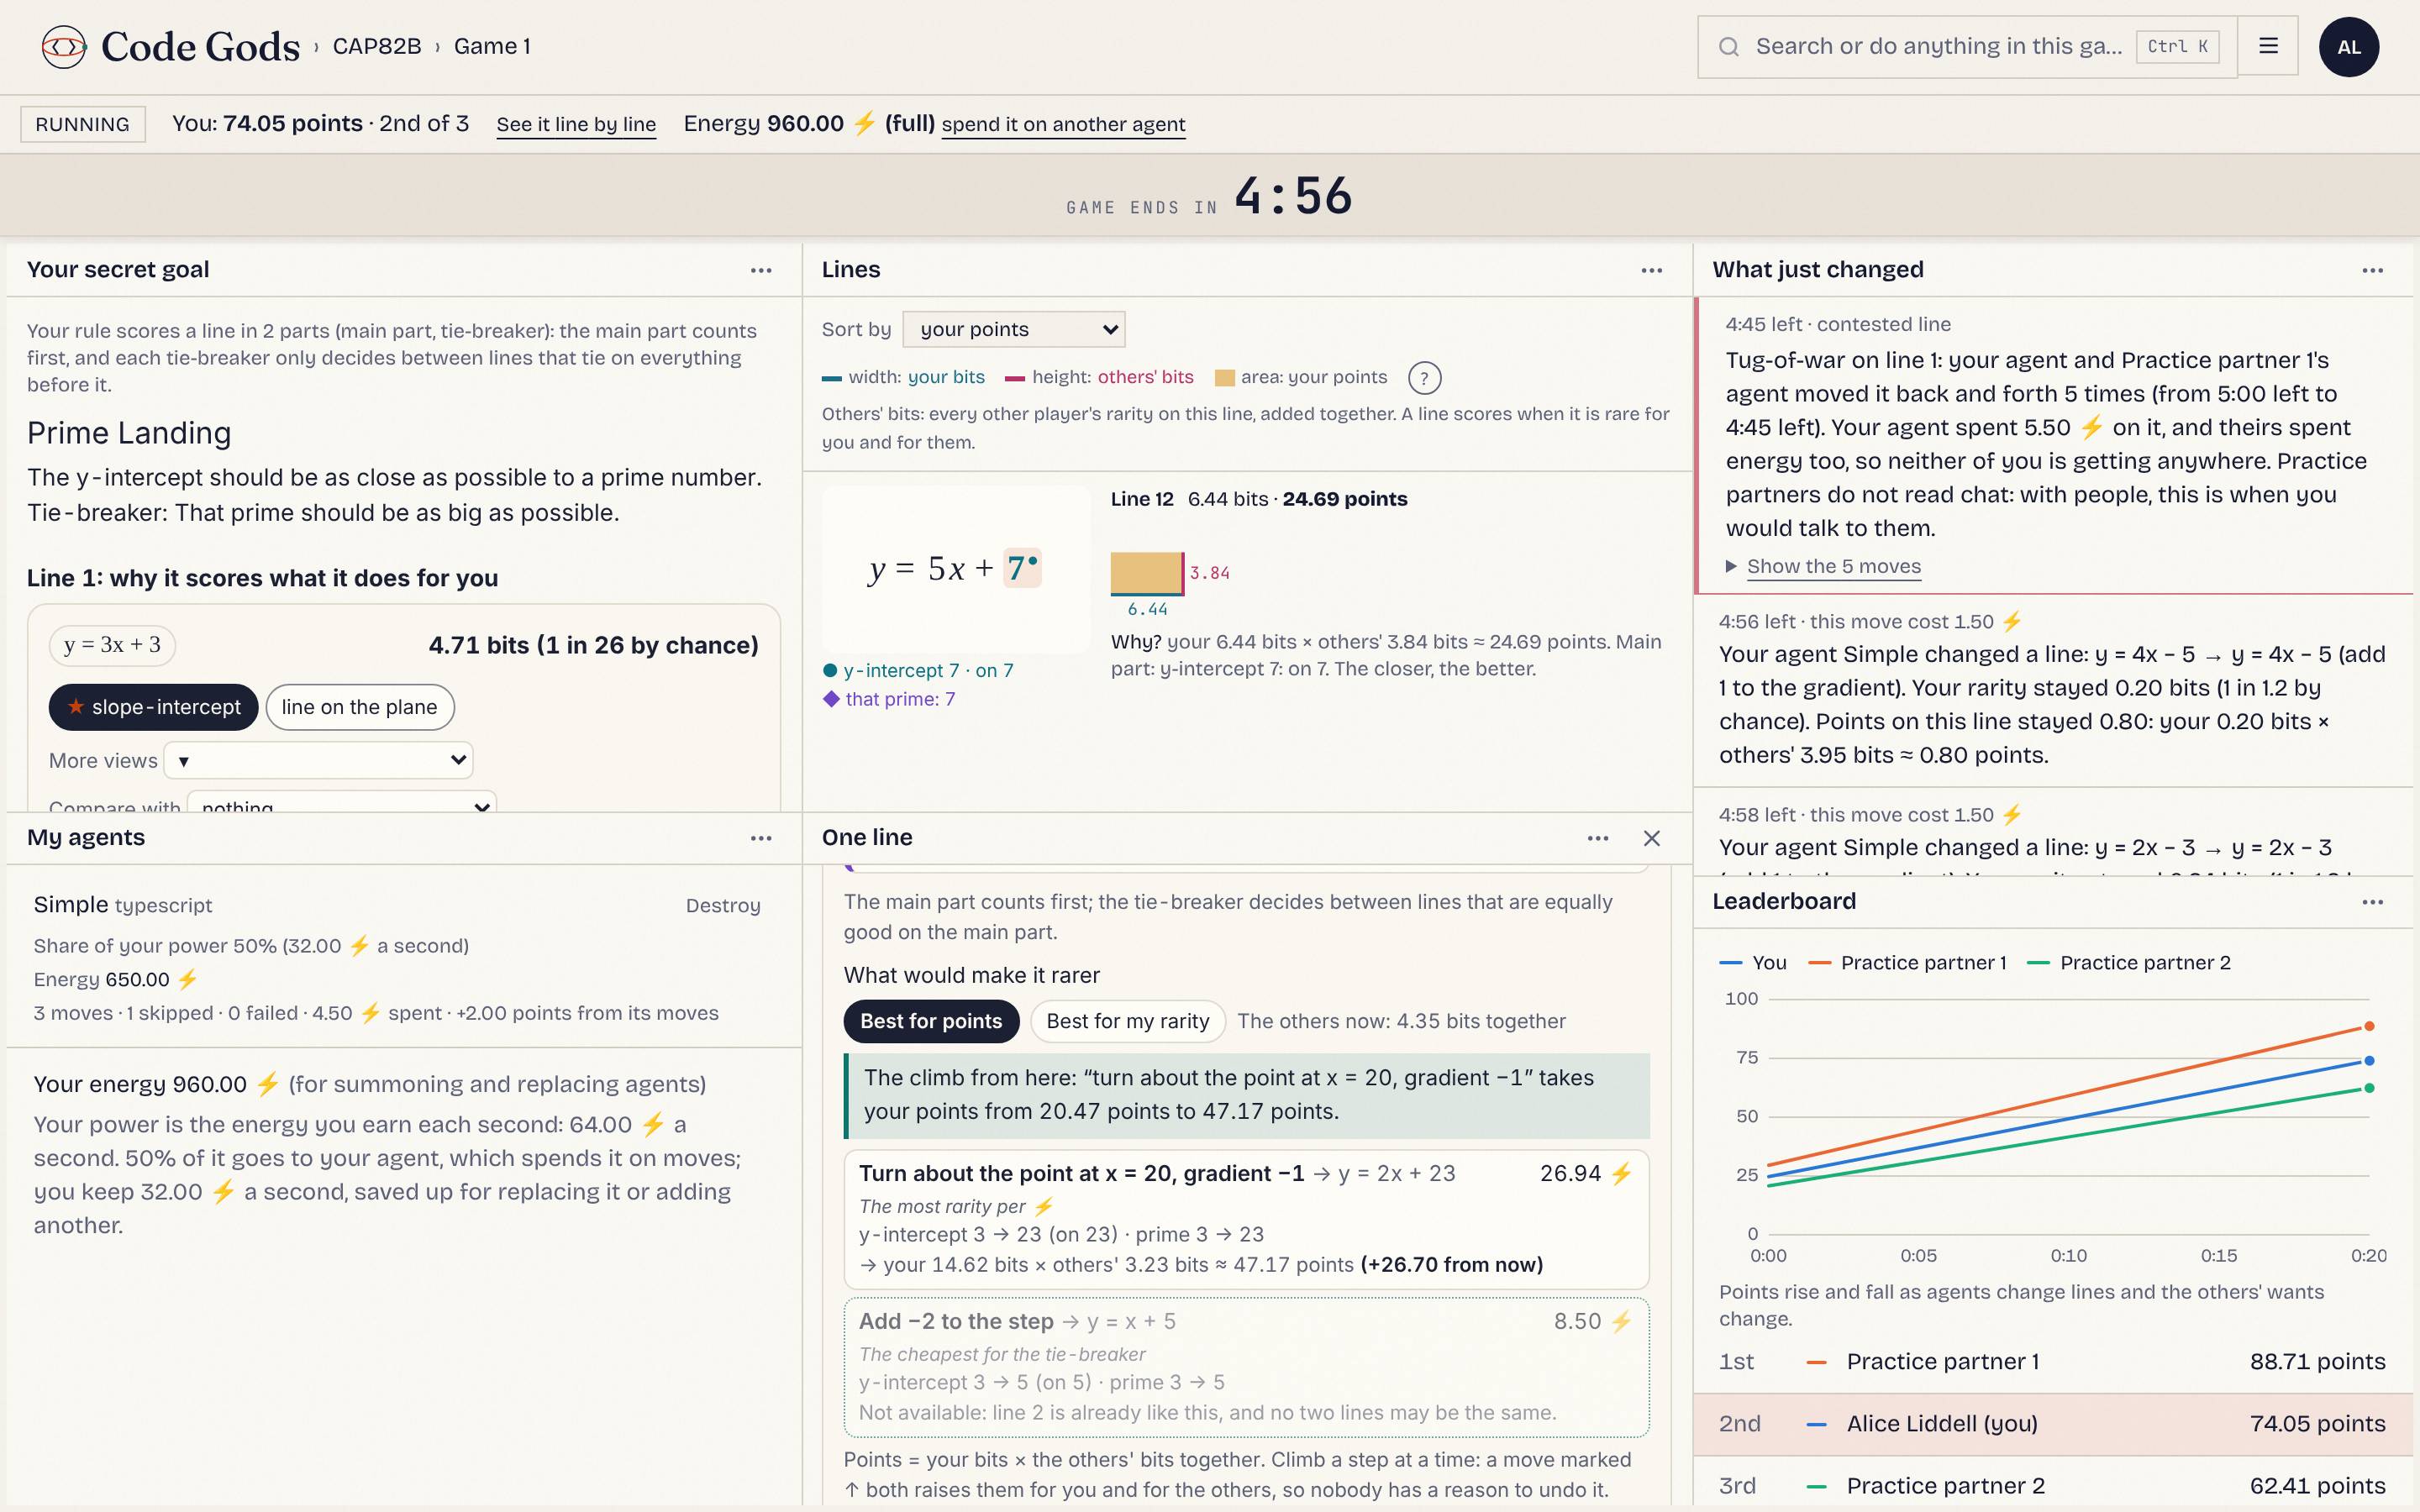 Code Gods › CAP82B › Game 1
Search or do anything in this ga... Ctrl K
AL
RUNNING You: 74.05 points · 2nd of 3 See it line by line Energy 960.00 ⚡ (full) spend it on another agent
GAME ENDS IN 4:56
Your secret goal
Your rule scores a line in 2 parts (main part, tie-breaker): the main part counts
first, and each tie-breaker only decides between lines that tie on everything
before it.
Prime Landing
The y-intercept should be as close as possible to a prime number.
Tie-breaker: That prime should be as big as possible.
Line 1: why it scores what it does for you
y = 3x + 3 4.71 bits (1 in 26 by chance)
★ slope-intercept line on the plane
More views ▾
Compare with nothing
My agents
Simple typescript Destroy
Share of your power 50% (32.00 ⚡ a second)
Energy 650.00 ⚡
3 moves · 1 skipped · 0 failed · 4.50 ⚡ spent · +2.00 points from its moves
Your energy 960.00 ⚡ (for summoning and replacing agents)
Your power is the energy you earn each second: 64.00 ⚡ a
second. 50% of it goes to your agent, which spends it on moves;
you keep 32.00 ⚡ a second, saved up for replacing it or adding
another.
Lines
Sort by your points
width: your bits height: others' bits area: your points ?
Others' bits: every other player's rarity on this line, added together. A line scores when it is rare for
you and for them.
y = 5x + 7
y-intercept 7 · on 7
that prime: 7
Line 12 6.44 bits · 24.69 points
3.84
6.44
Why? your 6.44 bits × others' 3.84 bits ≈ 24.69 points. Main
part: y-intercept 7: on 7. The closer, the better.
One line
The main part counts first; the tie-breaker decides between lines that are equally
good on the main part.
What would make it rarer
Best for points Best for my rarity The others now: 4.35 bits together
The climb from here: “turn about the point at x = 20, gradient −1” takes
your points from 20.47 points to 47.17 points.
Turn about the point at x = 20, gradient −1 → y = 2x + 23 26.94 ⚡
The most rarity per ⚡
y-intercept 3 → 23 (on 23) · prime 3 → 23
→ your 14.62 bits × others' 3.23 bits ≈ 47.17 points (+26.70 from now)
Add −2 to the step → y = x + 5 8.50 ⚡
The cheapest for the tie-breaker
y-intercept 3 → 5 (on 5) · prime 3 → 5
Not available: line 2 is already like this, and no two lines may be the same.
Points = your bits × the others' bits together. Climb a step at a time: a move marked
↑ both raises them for you and for the others, so nobody has a reason to undo it.
What just changed
4:45 left · contested line
Tug-of-war on line 1: your agent and Practice partner 1's
agent moved it back and forth 5 times (from 5:00 left to
4:45 left). Your agent spent 5.50 ⚡ on it, and theirs spent
energy too, so neither of you is getting anywhere. Practice
partners do not read chat: with people, this is when you
would talk to them.
▶ Show the 5 moves
4:56 left · this move cost 1.50 ⚡
Your agent Simple changed a line: y = 4x − 5 → y = 4x − 5 (add
1 to the gradient). Your rarity stayed 0.20 bits (1 in 1.2 by
chance). Points on this line stayed 0.80: your 0.20 bits ×
others' 3.95 bits ≈ 0.80 points.
4:58 left · this move cost 1.50 ⚡
Your agent Simple changed a line: y = 2x − 3 → y = 2x − 3
Leaderboard
You Practice partner 1 Practice partner 2
100
75
50
25
0
0:00 0:05 0:10 0:15 0:20
Points rise and fall as agents change lines and the others' wants
change.
1st Practice partner 1 88.71 points
2nd Alice Liddell (you) 74.05 points
3rd Practice partner 2 62.41 points